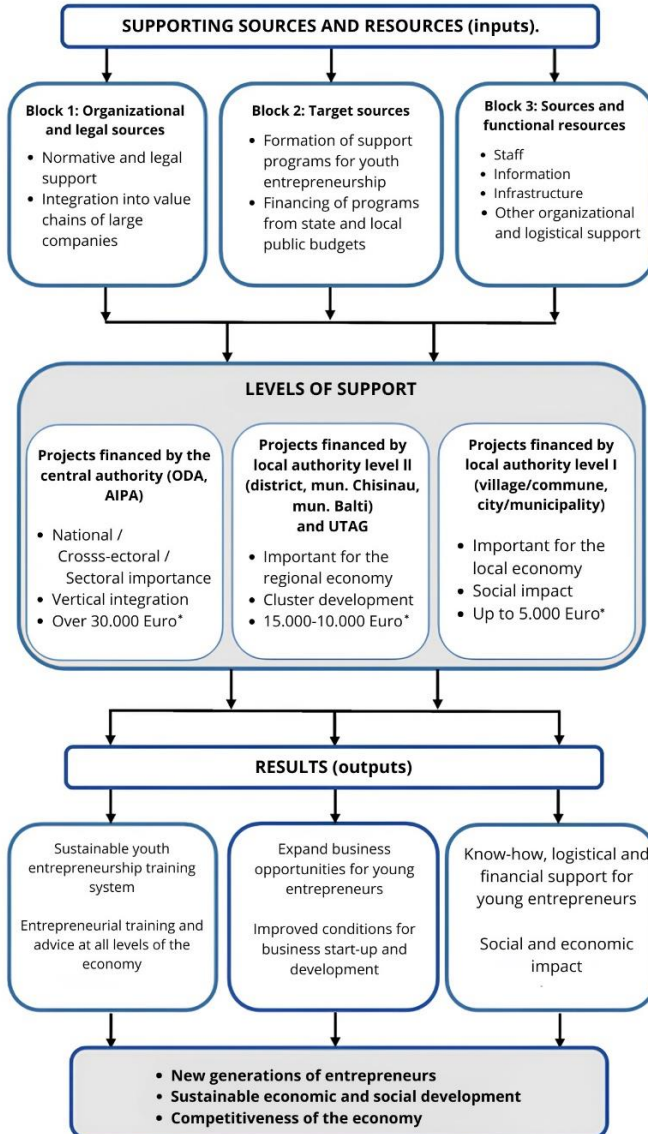 SUPPORTING SOURCES AND RESOURCES (inputs).
Block 1: Organizational
and legal sources
• Normative and legal
support
• Integration into value
chains of large
companies
Block 2: Target sources
• Formation of support
programs for youth
entrepreneurship
• Financing of programs
from state and local
public budgets
Block 3: Sources and
functional resources
• Staff
• Information
• Infrastructure
• Other organizational
and logistical support
LEVELS OF SUPPORT
Projects financed by the
central authority (ODA,
AIPA)
• National /
Crosss-ectoral /
Sectoral importance
• Vertical integration
• Over 30.000 Euro*
Projects financed by
local authority level II
(district, mun. Chisinau,
mun. Balti)
and UTAG
• Important for the
regional economy
• Cluster development
• 15.000-10.000 Euro*
Projects financed by
local authority level I
(village/commune,
city/municipality)
• Important for the
local economy
• Social impact
• Up to 5.000 Euro*
RESULTS (outputs)
Sustainable youth
entrepreneurship training
system
Entrepreneurial training and
advice at all levels of the
economy
Expand business
opportunities for young
entrepreneurs
Improved conditions for
business start-up and
development
Know-how, logistical and
financial support for
young entrepreneurs
Social and economic
impact
• New generations of entrepreneurs
• Sustainable economic and social development
• Competitiveness of the economy